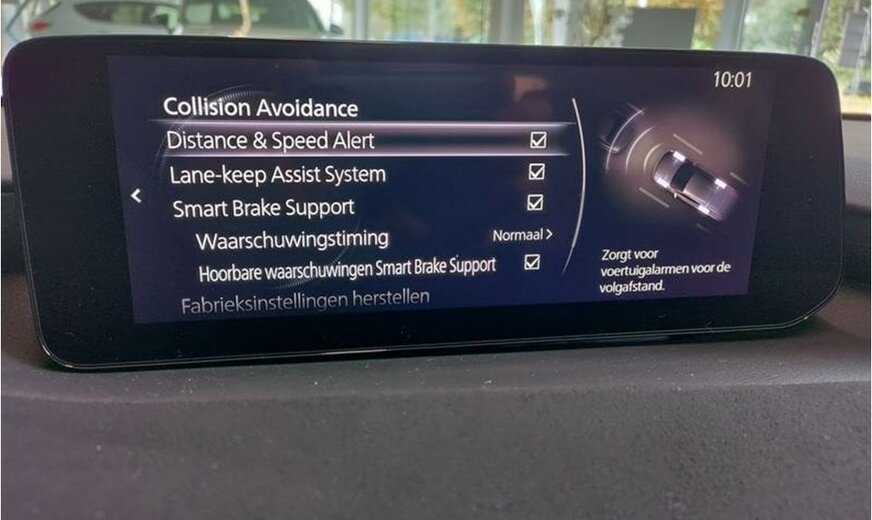 10:01
Collision Avoidance
Distance & Speed Alert
Lane-keep Assist System
Smart Brake Support
Waarschuwingstiming Normaal >
Hoorbare waarschuwingen Smart Brake Support
Fabrieksinstellingen herstellen
Zorgt voor
voertuigalarmen voor de
volgafstand.